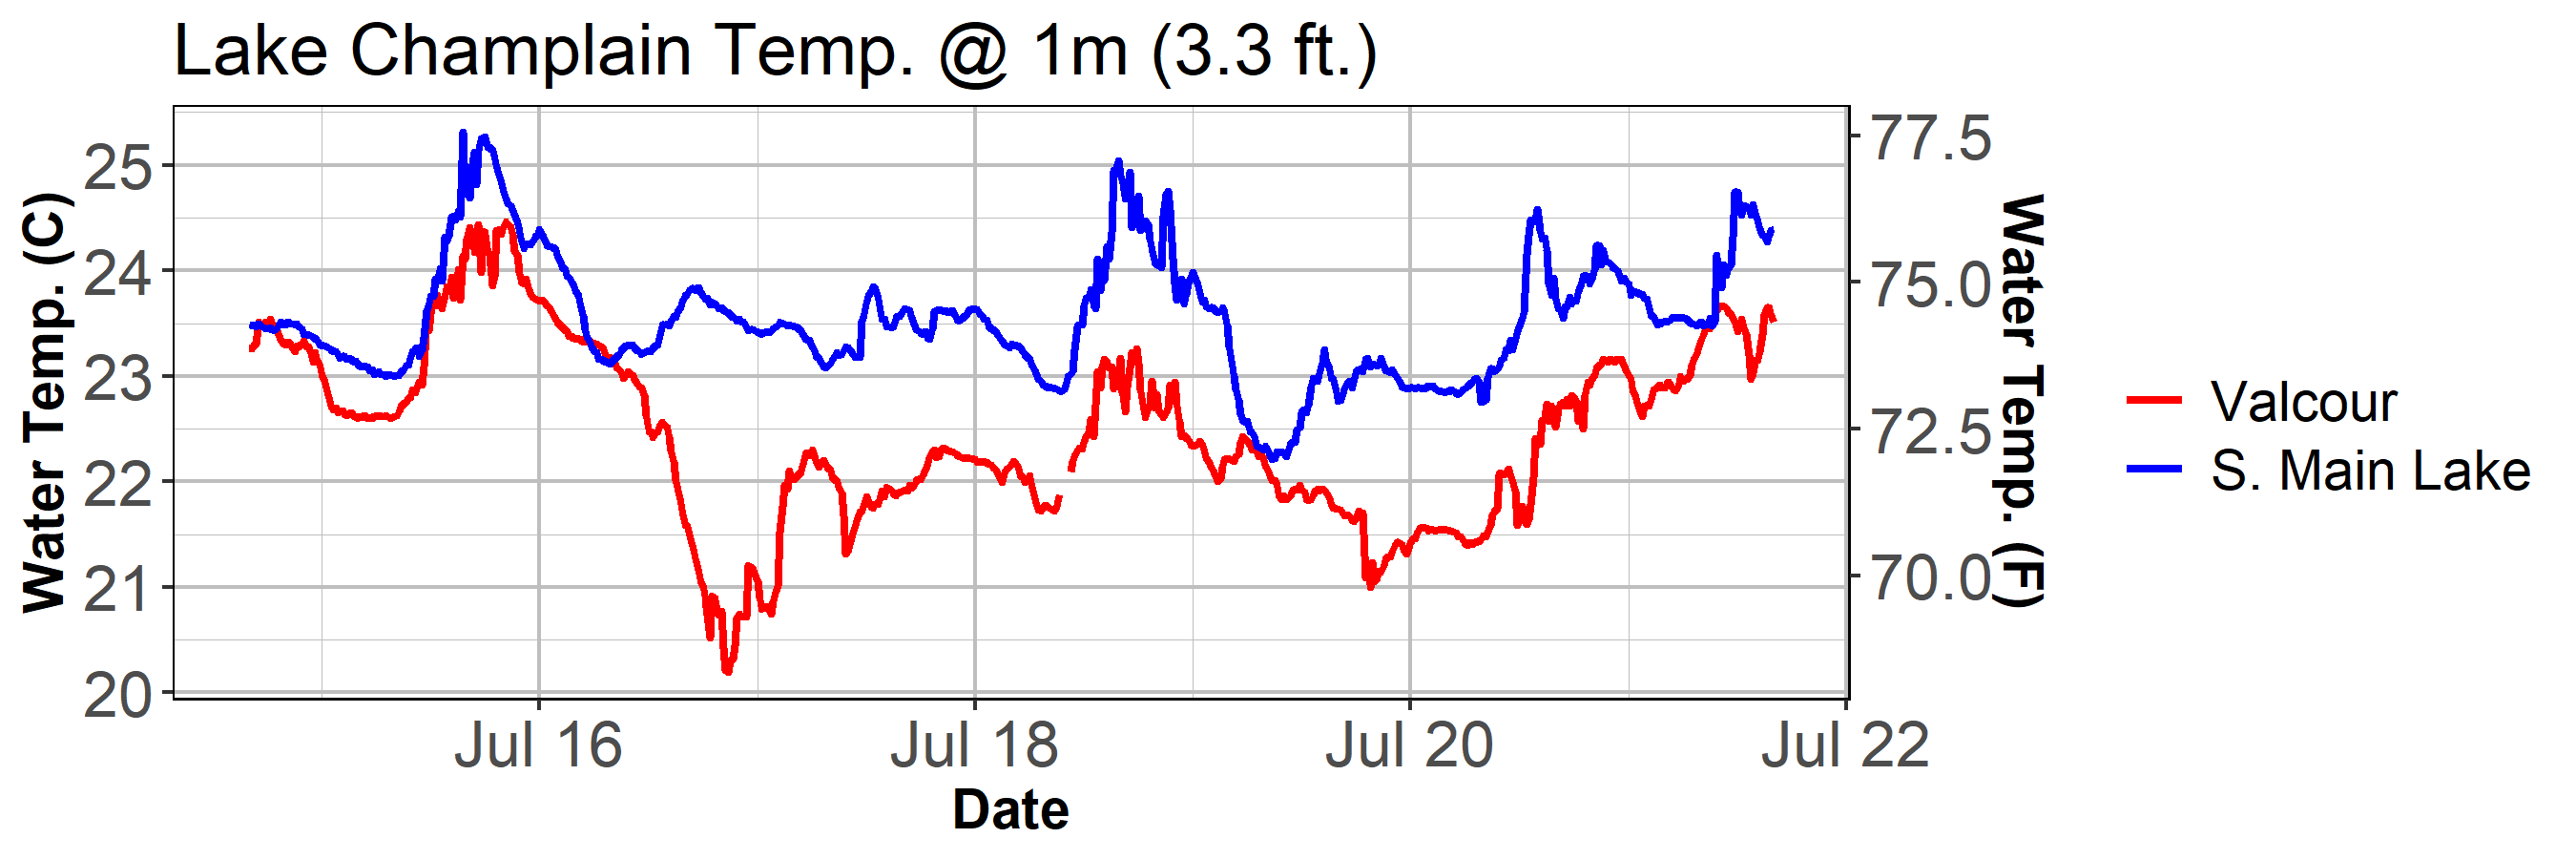 Lake Champlain Temp. @ 1m (3.3 ft.)
Water Temp. (C)
25
24
23
22
21
20
77.5
75.0
72.5
70.0
Water Temp. (F)
Jul 16
Jul 18
Jul 20
Jul 22
Date
Valcour
S. Main Lake